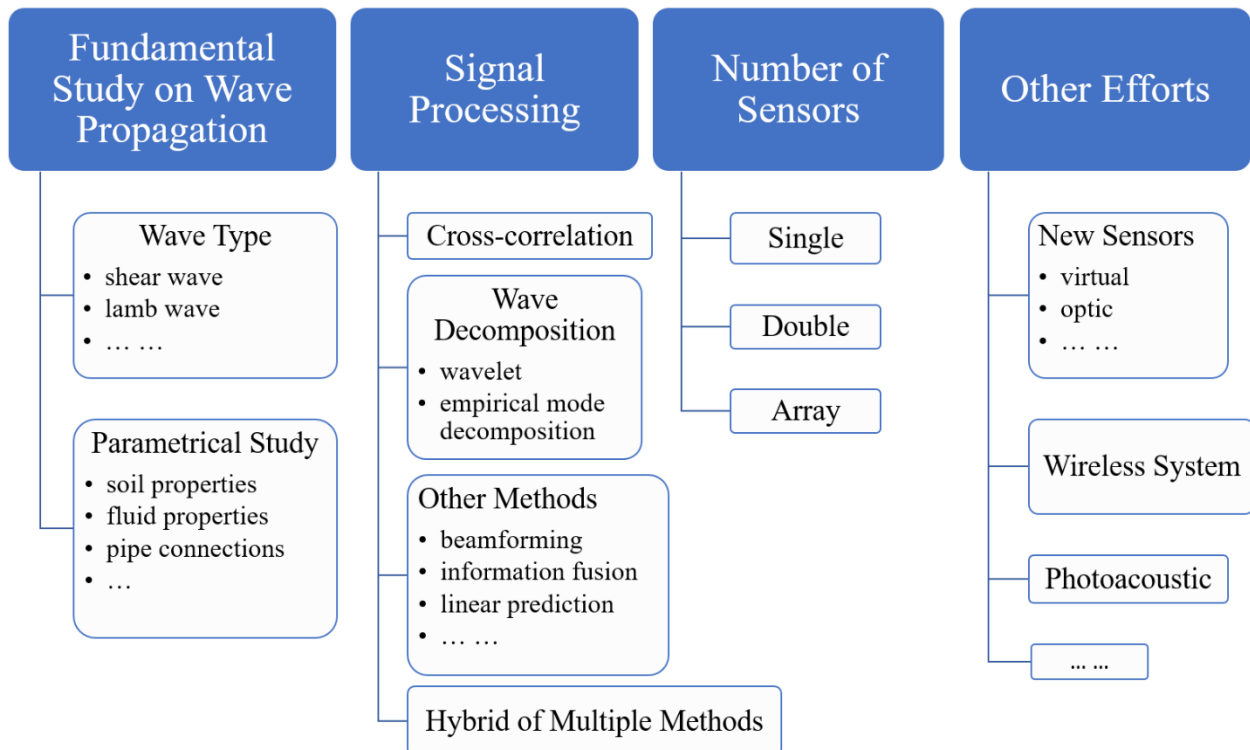 Fundamental
Study on Wave
Propagation
Wave Type
• shear wave
• lamb wave
• … …
Parametrical Study
• soil properties
• fluid properties
• pipe connections
• …
Signal
Processing
Cross-correlation
Wave
Decomposition
• wavelet
• empirical mode
decomposition
Other Methods
• beamforming
• information fusion
• linear prediction
• … …
Hybrid of Multiple Methods
Number of
Sensors
Single
Double
Array
Other Efforts
New Sensors
• virtual
• optic
• … …
Wireless System
Photoacoustic
… …